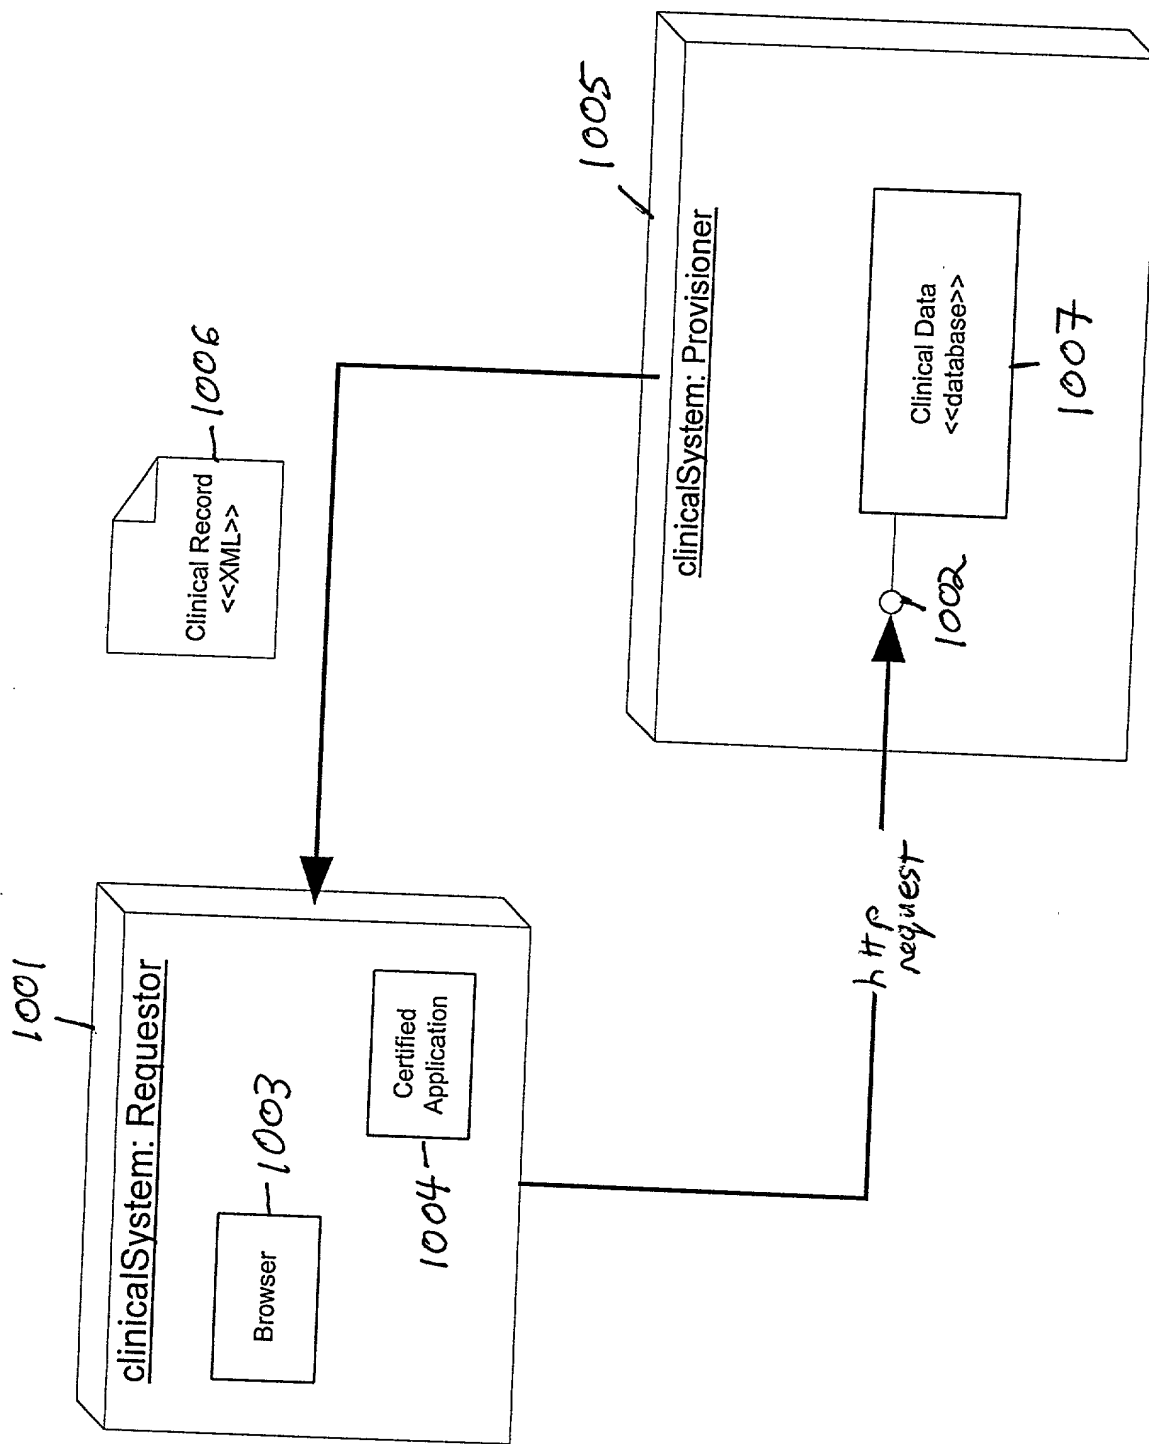 1001
clinicalSystem: Requestor
Browser
1003
Certified
Application
1004
Clinical Record
<<XML>>
1006
http
request
1005
clinicalSystem: Provisioner
1002
Clinical Data
<<database>>
1007